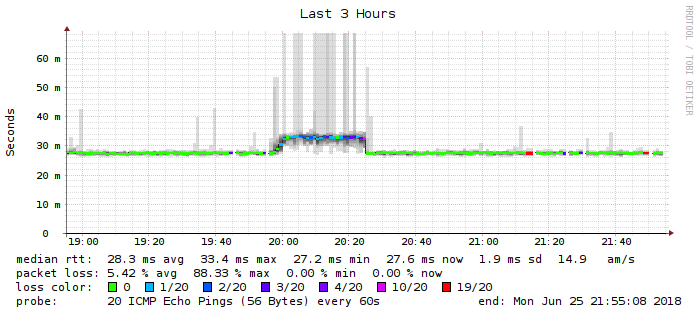 Last 3 Hours
RRDTOOL / TOBI OETIKER
Seconds
60 m
50 m
40 m
30 m
20 m
10 m
0
19:00 19:20 19:40 20:00 20:20 20:40 21:00 21:20 21:40
median rtt: 28.3 ms avg 33.4 ms max 27.2 ms min 27.6 ms now 1.9 ms sd 14.9 am/s
packet loss: 5.42 % avg 88.33 % max 0.00 % min 0.00 % now
loss color: 0 1/20 2/20 3/20 4/20 10/20 19/20
probe: 20 ICMP Echo Pings (56 Bytes) every 60s end: Mon Jun 25 21:55:08 2018